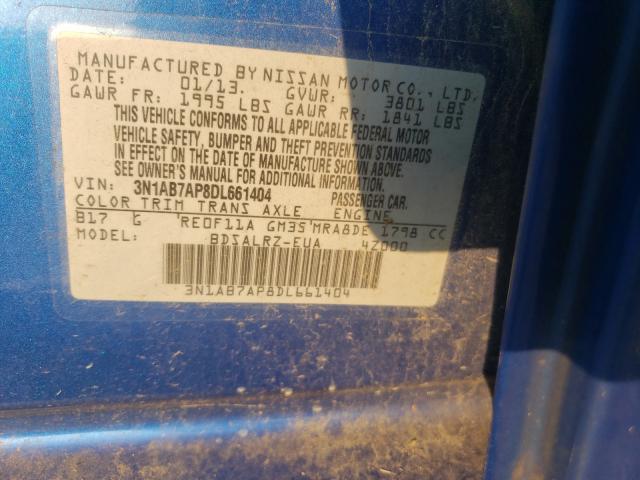 MANUFACTURED BY NISSAN MOTOR CO., LTD.
DATE: 01/13. GVWR: 3801 LBS
GAWR FR: 1995 LBS GAWR RR: 1841 LBS
THIS VEHICLE CONFORMS TO ALL APPLICABLE FEDERAL MOTOR
VEHICLE SAFETY, BUMPER AND THEFT PREVENTION STANDARDS
IN EFFECT ON THE DATE OF MANUFACTURE SHOWN ABOVE.
SEE OWNER'S MANUAL FOR ADDITIONAL INFORMATION.
VIN: 3N1AB7AP8DL661404 PASSENGER CAR.
COLOR TRIM TRANS AXLE ENGINE
B17 G RE0F11A GM35 MRA8DE 1798 CC
MODEL: BDSALRZ-EUA 4Z000
3N1AB7AP8DL661404